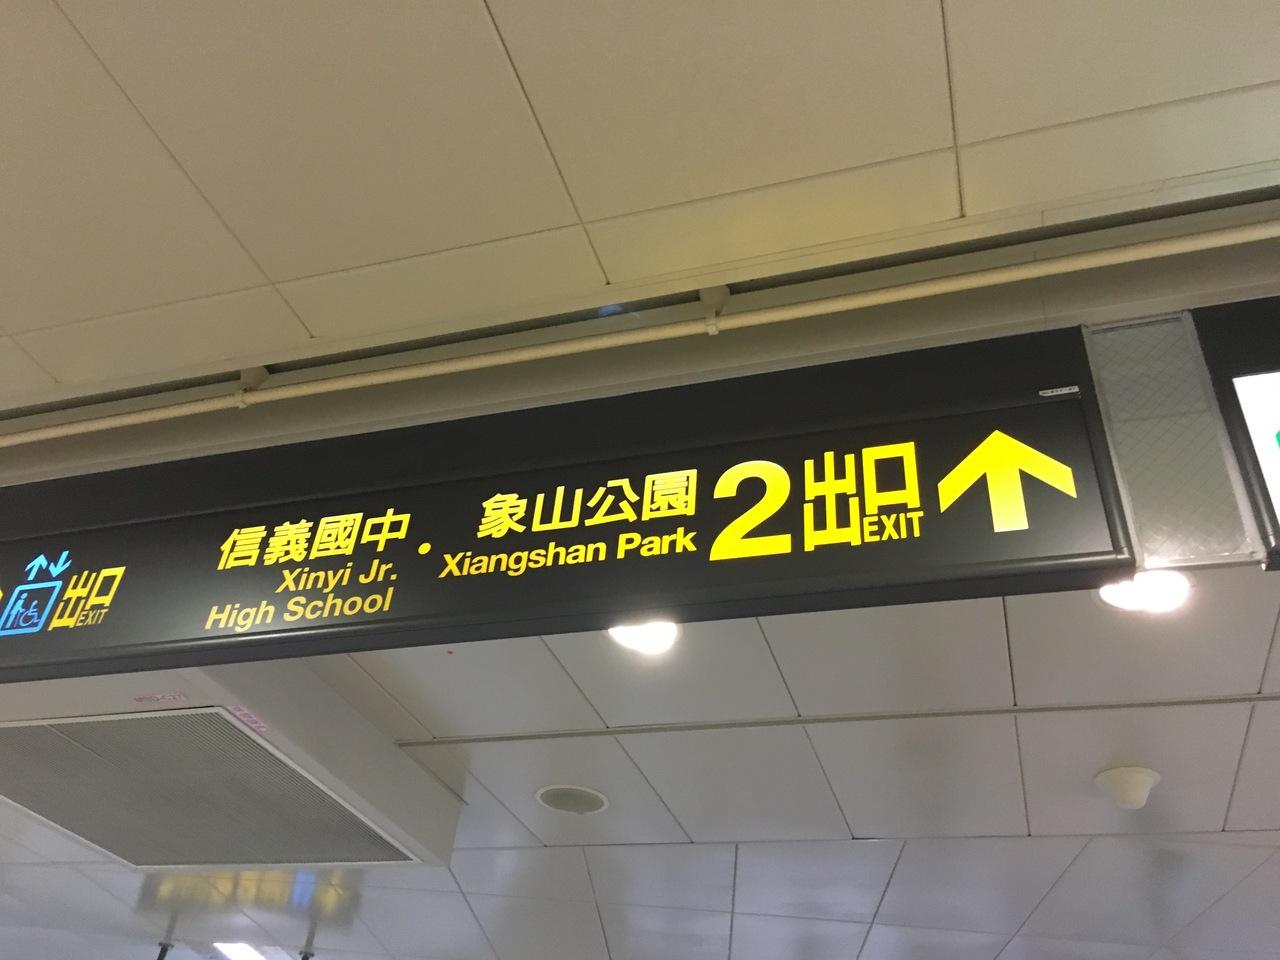 出口
EXIT
信義國中
Xinyi Jr.
High School
•
象山公園
Xiangshan Park
2
出口
EXIT